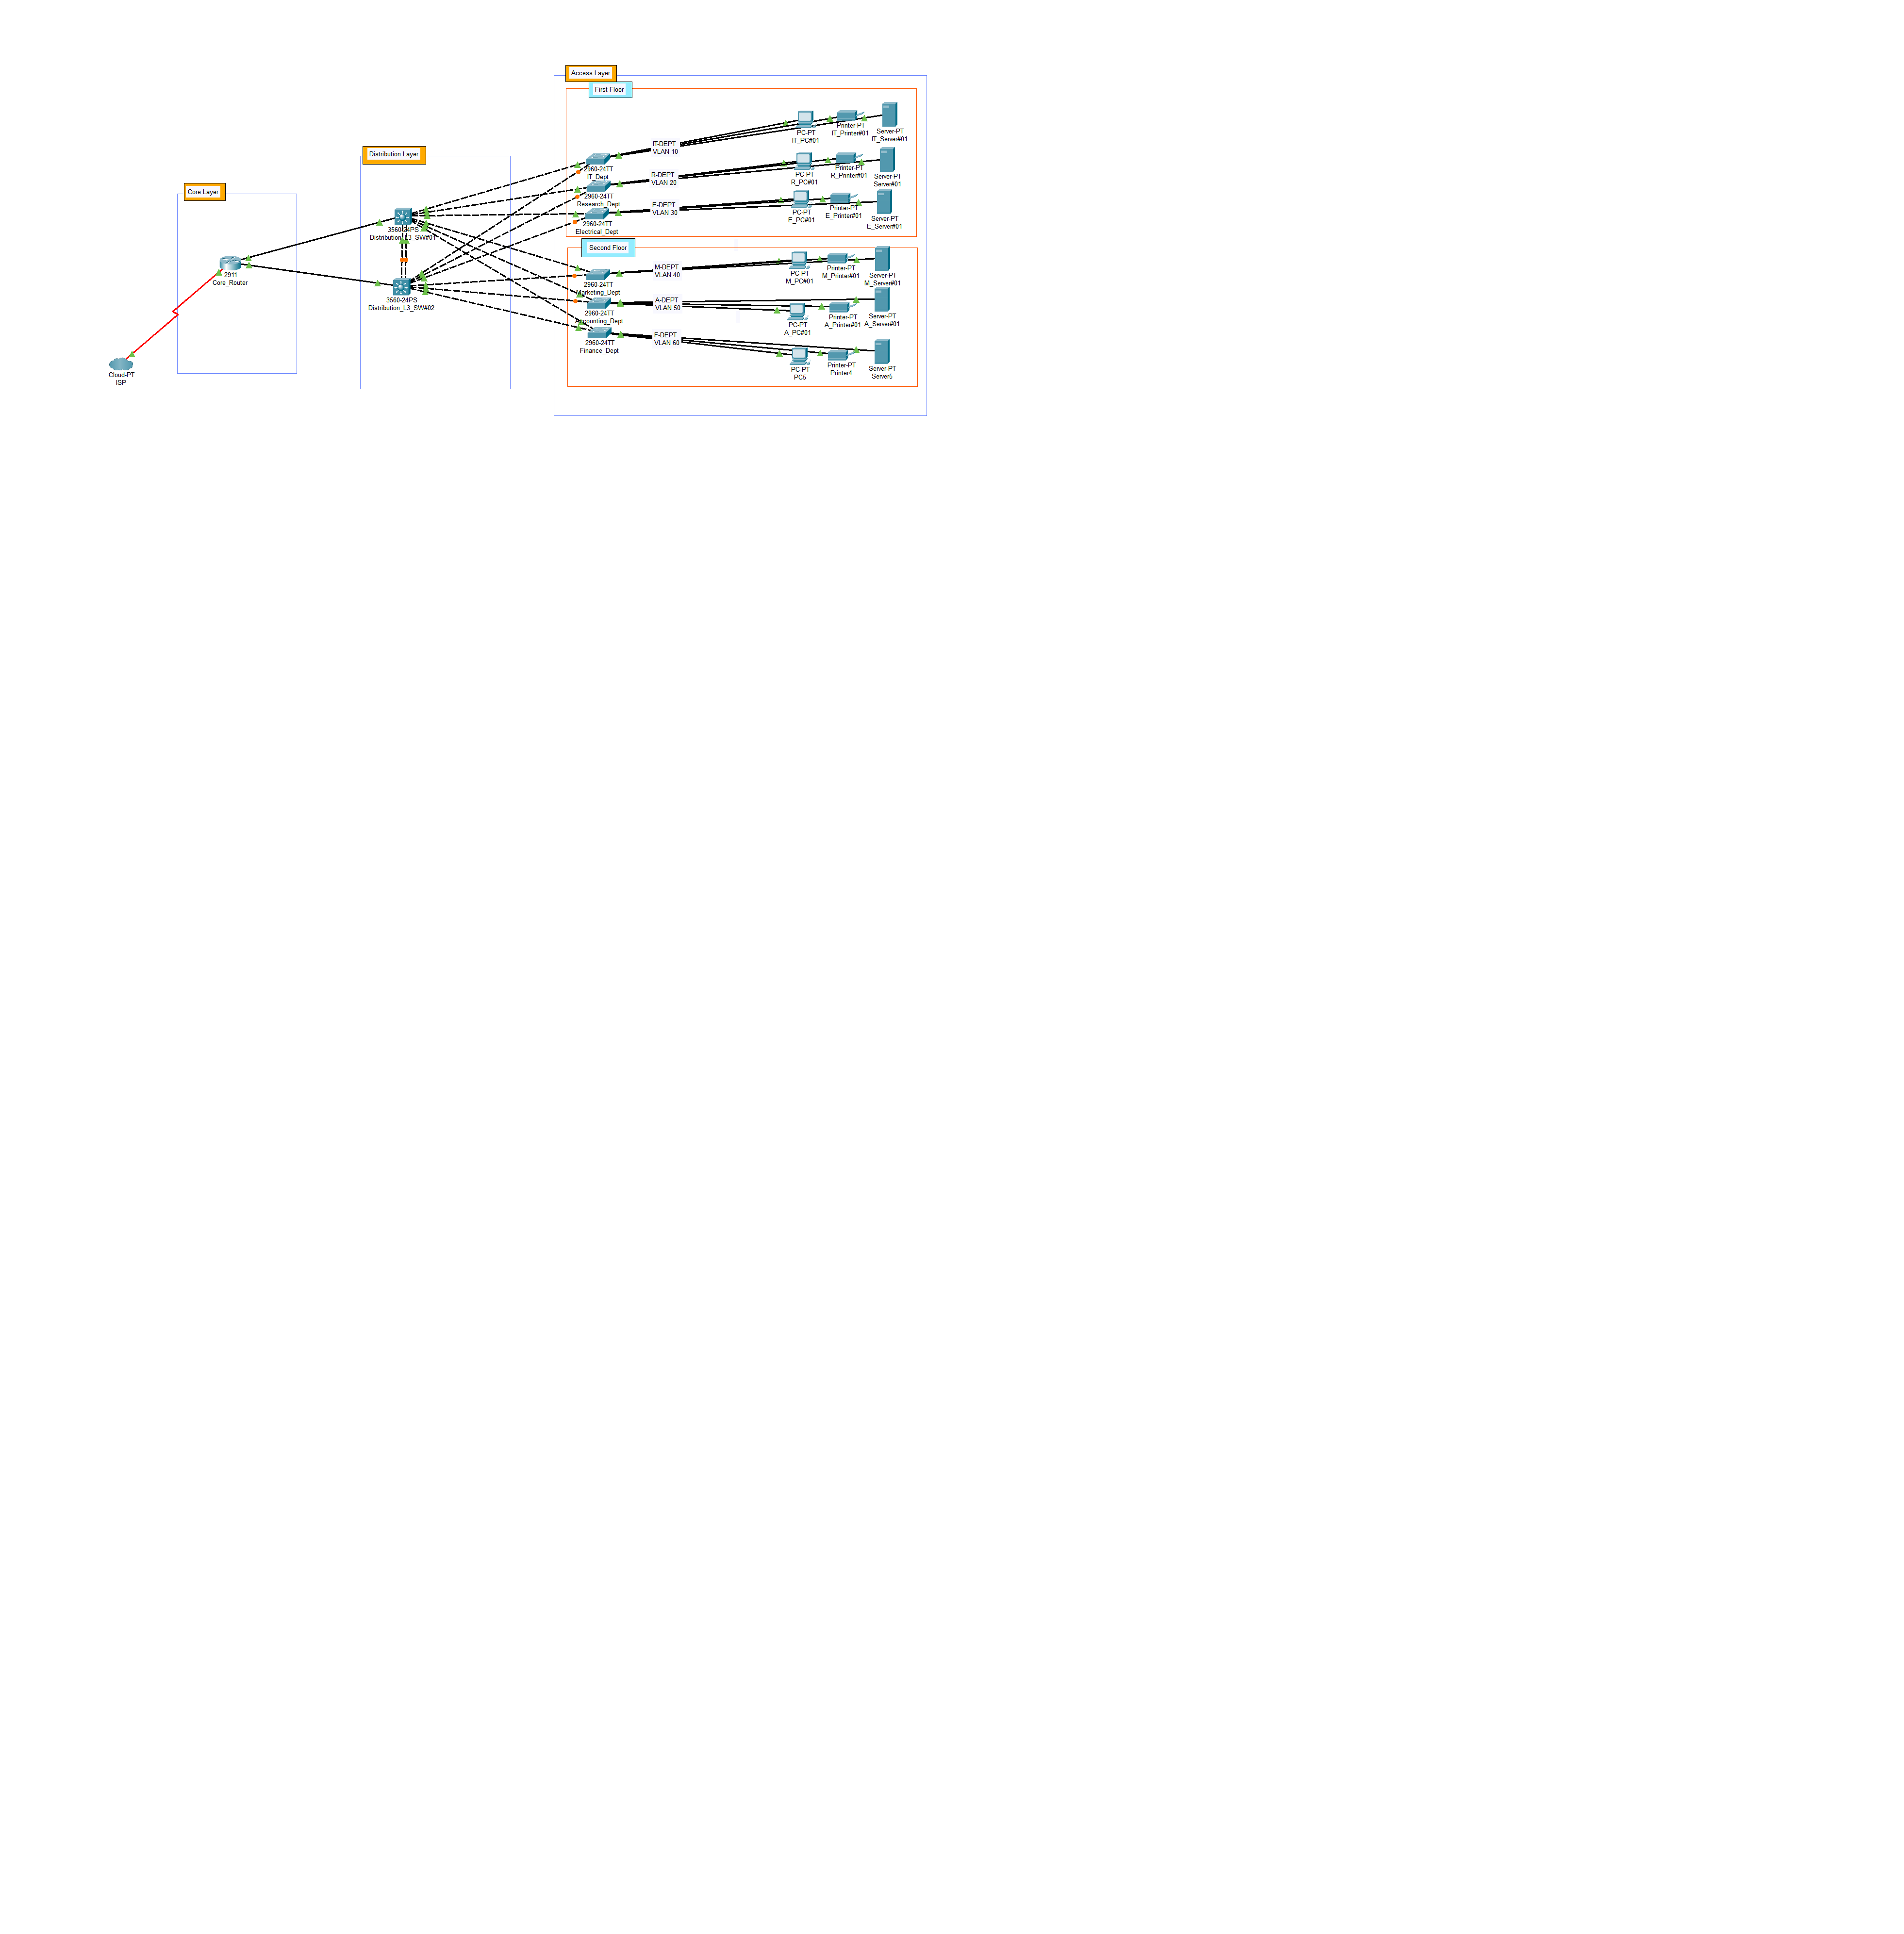 Access Layer
First Floor
PC-PT
IT_PC#01
Printer-PT
IT_Printer#01
Server-PT
IT_Server#01
IT-DEPT
VLAN 10
Distribution Layer
2960-24TT
IT_Dept
PC-PT
R_PC#01
Printer-PT
R_Printer#01
Server-PT
Server#01
R-DEPT
VLAN 20
Core Layer
2960-24TT
Research_Dept
E-DEPT
VLAN 30
PC-PT
E_PC#01
Printer-PT
E_Printer#01
Server-PT
E_Server#01
2960-24TT
Electrical_Dept
3560-24PS
Distribution_L3_SW#01
Second Floor
2911
Core_Router
M-DEPT
VLAN 40
PC-PT
M_PC#01
Printer-PT
M_Printer#01
Server-PT
M_Server#01
2960-24TT
Marketing_Dept
3560-24PS
Distribution_L3_SW#02
A-DEPT
VLAN 50
2960-24TT
Accounting_Dept
PC-PT
A_PC#01
Printer-PT
A_Printer#01
Server-PT
A_Server#01
F-DEPT
VLAN 60
2960-24TT
Finance_Dept
PC-PT
PC5
Printer-PT
Printer4
Server-PT
Server5
Cloud-PT
ISP